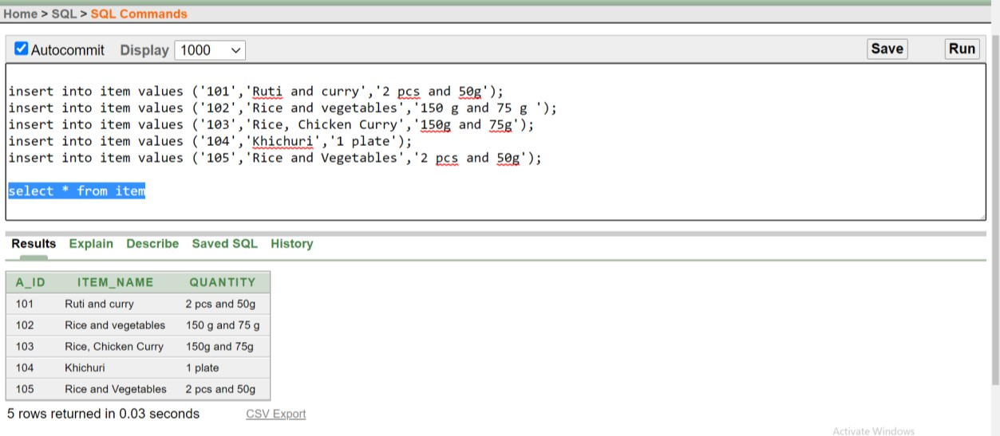 Home > SQL > SQL Commands
Autocommit Display 1000 Save Run
insert into item values ('101','Ruti and curry','2 pcs and 50g');
insert into item values ('102','Rice and vegetables','150 g and 75 g ');
insert into item values ('103','Rice, Chicken Curry','150g and 75g');
insert into item values ('104','Khichuri','1 plate');
insert into item values ('105','Rice and Vegetables','2 pcs and 50g');
select * from item
Results Explain Describe Saved SQL History
A_ID ITEM_NAME QUANTITY
101 Ruti and curry 2 pcs and 50g
102 Rice and vegetables 150 g and 75 g
103 Rice, Chicken Curry 150g and 75g
104 Khichuri 1 plate
105 Rice and Vegetables 2 pcs and 50g
5 rows returned in 0.03 seconds CSV Export
Activate Windows